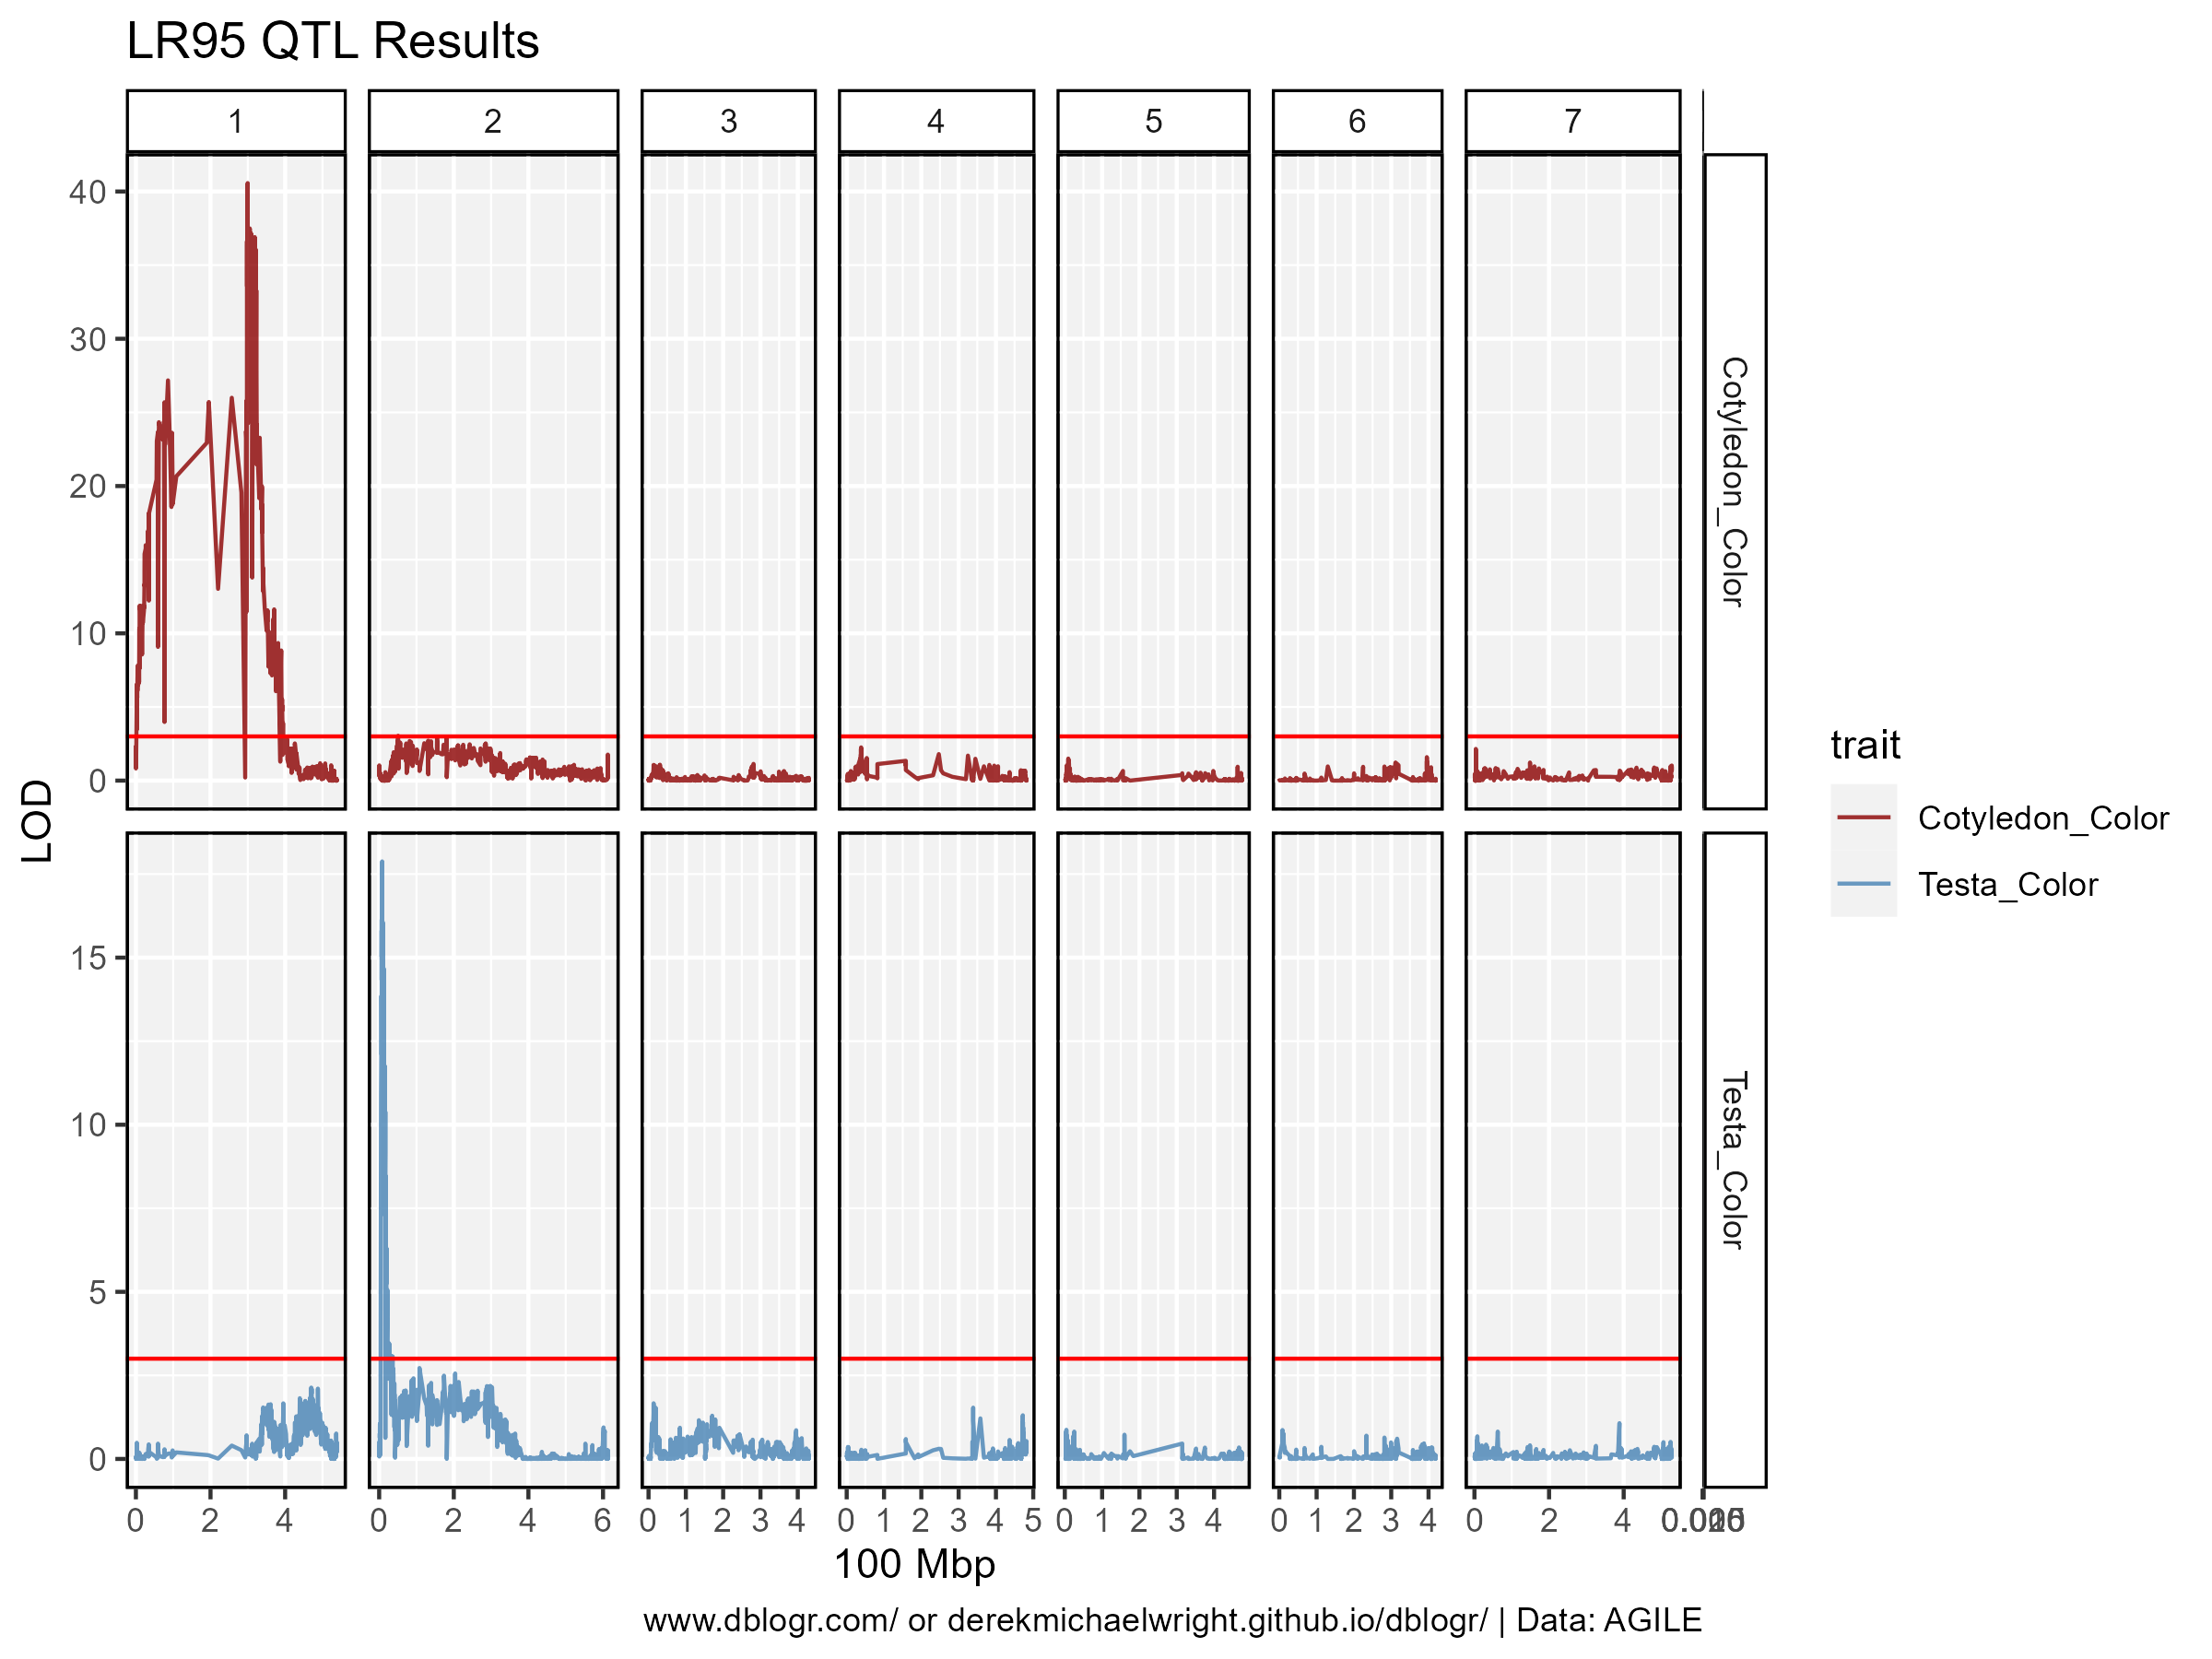 LR95 QTL Results
1 2 3 4 5 6 7
40
30
20
10
0
Cotyledon_Color
LOD
15
10
5
0
Testa_Color
0 2 4 0 2 4 6 0 1 2 3 4 0 1 2 3 4 5 0 1 2 3 4 0 1 2 3 4 0 2 4
100 Mbp
trait
Cotyledon_Color
Testa_Color
www.dblogr.com/ or derekmichaelwright.github.io/dblogr/ | Data: AGILE